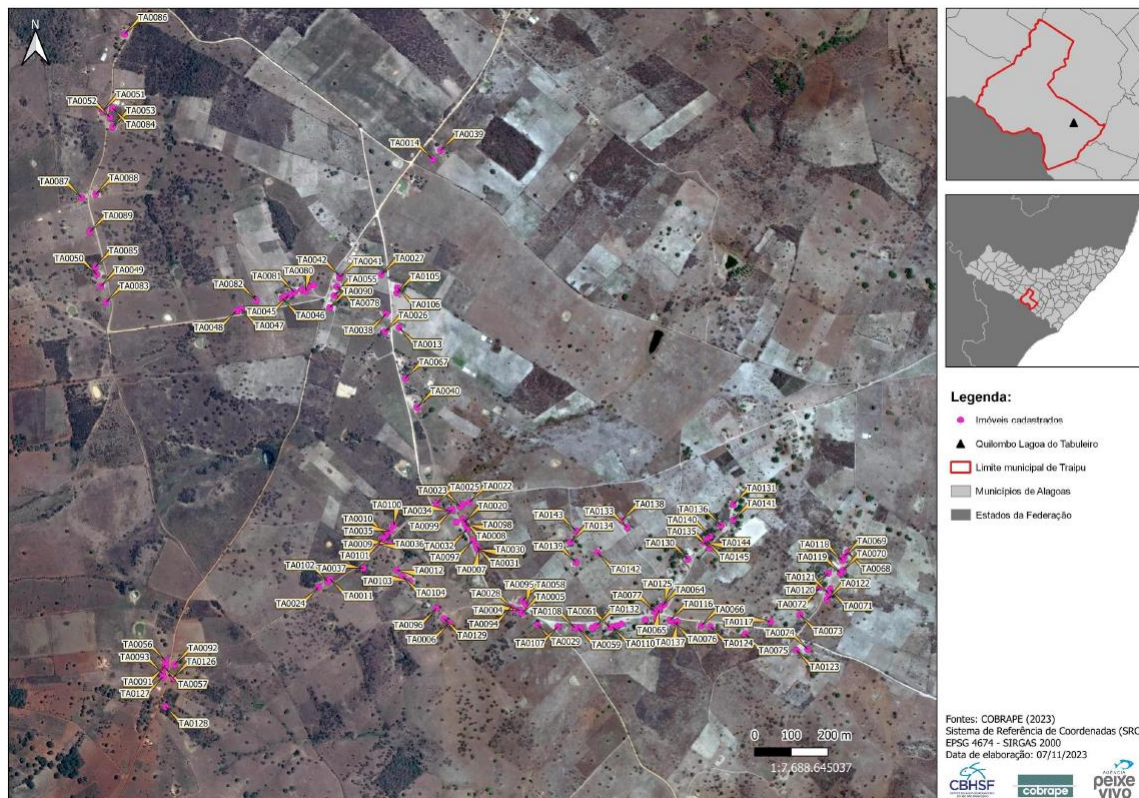 N
TA0086
TA0051
TA0052
TA0053
TA0084
TA0039
TA0014
TA0087
TA0088
TA0089
TA0085
TA0050
TA0049
TA0083
TA0042
TA0041
TA0027
TA0081
TA0080
TA0055
TA0105
TA0090
TA0082
TA0045
TA0046
TA0078
TA0106
TA0048
TA0047
TA0038
TA0026
TA0013
TA0067
TA0040
TA0025
TA0022
TA0023
TA0100
TA0034
TA0020
TA0010
TA0099
TA0098
TA0035
TA0008
TA0009
TA0036
TA0032
TA0030
TA0101
TA0097
TA0031
TA0102
TA0012
TA0007
TA0037
TA0103
TA0024
TA0011
TA0104
TA0131
TA0138
TA0136
TA0141
TA0133
TA0143
TA0134
TA0140
TA0135
TA0144
TA0139
TA0130
TA0145
TA0142
TA0118
TA0069
TA0119
TA0070
TA0068
TA0121
TA0122
TA0120
TA0071
TA0072
TA0095
TA0058
TA0125
TA0064
TA0028
TA0005
TA0077
TA0004
TA0108
TA0061
TA0132
TA0116
TA0066
TA0096
TA0094
TA0065
TA0117
TA0073
TA0006
TA0129
TA0107
TA0029
TA0059
TA0110
TA0137
TA0076
TA0124
TA0074
TA0075
TA0123
TA0056
TA0092
TA0093
TA0126
TA0091
TA0057
TA0127
TA0128
0 100 200 m
1:7.688.645037
Legenda:
Imóveis cadastrados
Quilombo Lagoa do Tabuleiro
Limite municipal de Traipu
Municípios de Alagoas
Estados da Federação
Fontes: COBRAPE (2023)
Sistema de Referência de Coordenadas (SRC)
EPSG 4674 - SIRGAS 2000
Data de elaboração: 07/11/2023
CBHSF
cobrape
AGÊNCIA
peixe
vivo